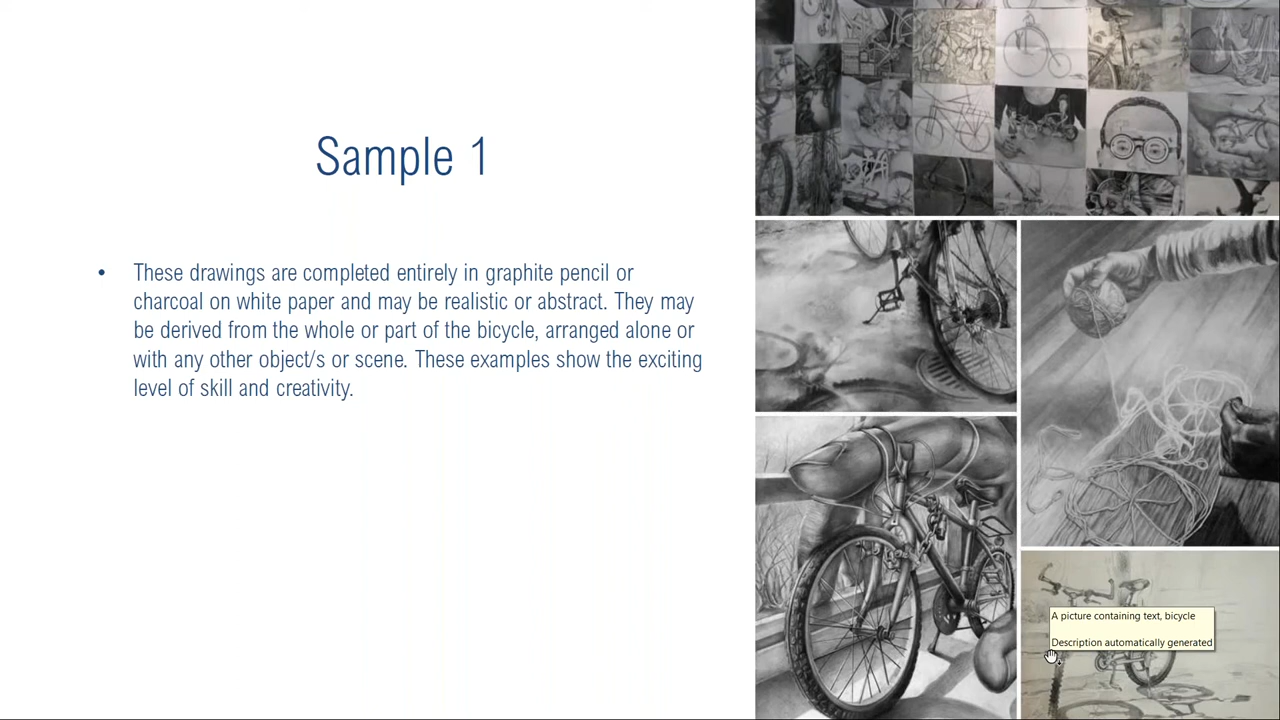 Sample 1
• These drawings are completed entirely in graphite pencil or
charcoal on white paper and may be realistic or abstract. They may
be derived from the whole or part of the bicycle, arranged alone or
with any other object/s or scene. These examples show the exciting
level of skill and creativity.
A picture containing text, bicycle
Description automatically generated